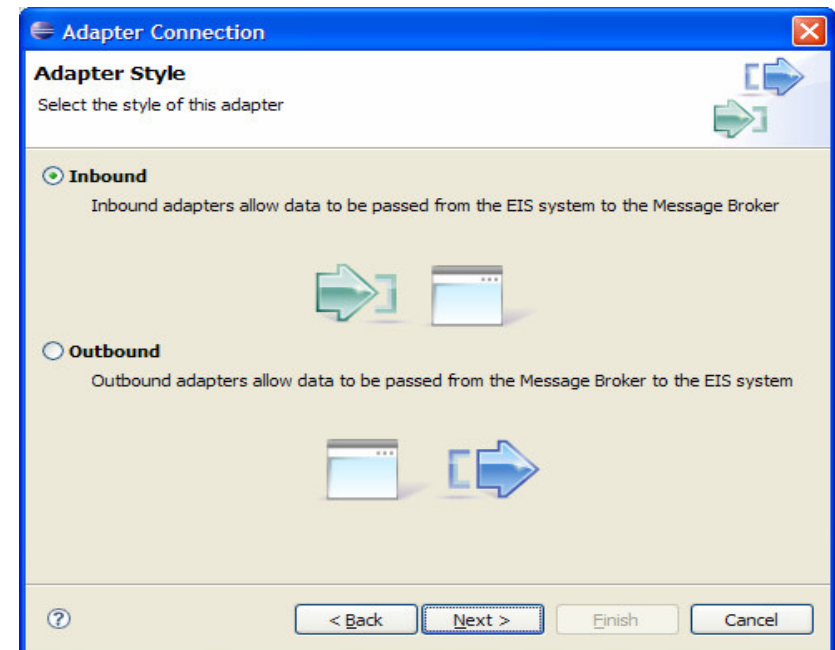 Adapter Connection
Adapter Style
Select the style of this adapter
Inbound
Inbound adapters allow data to be passed from the EIS system to the Message Broker
Outbound
Outbound adapters allow data to be passed from the Message Broker to the EIS system
< Back Next > Finish Cancel